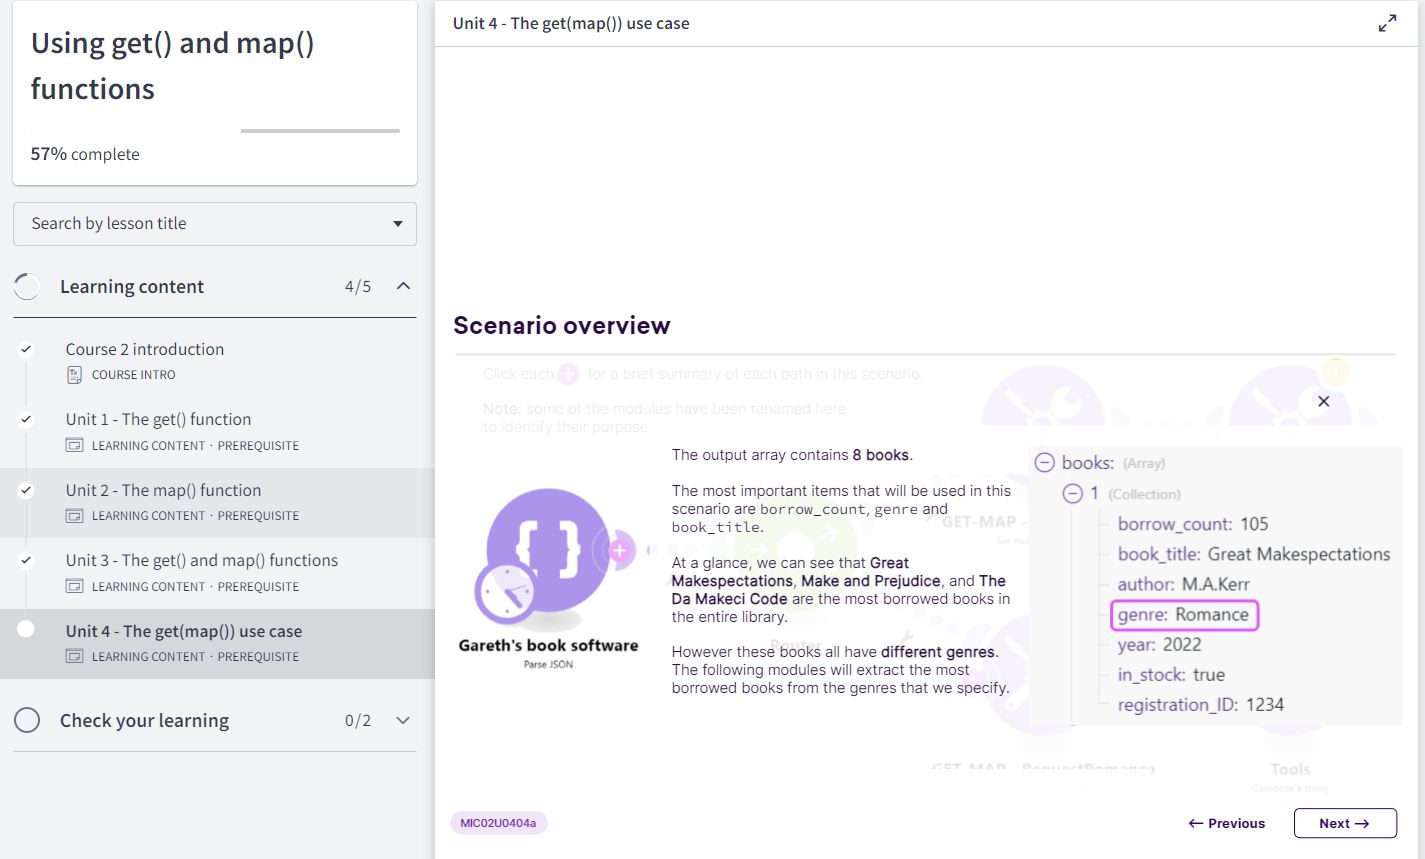 Using get() and map()
functions
57% complete
Search by lesson title
Learning content 4/5
Course 2 introduction
COURSE INTRO
Unit 1 - The get() function
LEARNING CONTENT · PREREQUISITE
Unit 2 - The map() function
LEARNING CONTENT · PREREQUISITE
Unit 3 - The get() and map() functions
LEARNING CONTENT · PREREQUISITE
Unit 4 - The get(map()) use case
LEARNING CONTENT · PREREQUISITE
Check your learning 0/2
Unit 4 - The get(map()) use case
Scenario overview
Click each + for a brief summary of each path in this scenario.
Note: some of the modules have been renamed here
to identify their purpose
Gareth's book software
Parse JSON
The output array contains 8 books.
The most important items that will be used in this
scenario are borrow_count, genre and
book_title.
At a glance, we can see that Great
Makespectations, Make and Prejudice, and The
Da Makeci Code are the most borrowed books in
the entire library.
However these books all have different genres.
The following modules will extract the most
borrowed books from the genres that we specify.
Router
GET-MAP -
books: (Array)
1 (Collection)
borrow_count: 105
book_title: Great Makespectations
author: M.A.Kerr
genre: Romance
year: 2022
in_stock: true
registration_ID: 1234
GET-MAP - RequestRomance?
Tools
Compose a string
MIC02U0404a
← Previous
Next →